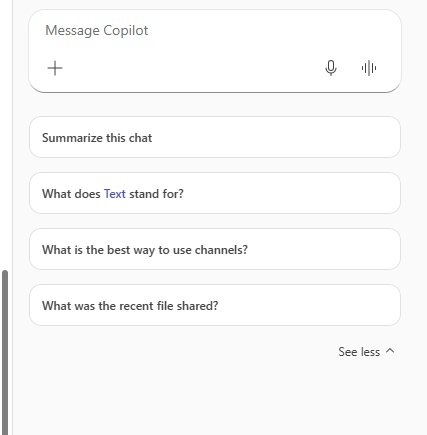 Message Copilot
Summarize this chat
What does Text stand for?
What is the best way to use channels?
What was the recent file shared?
See less